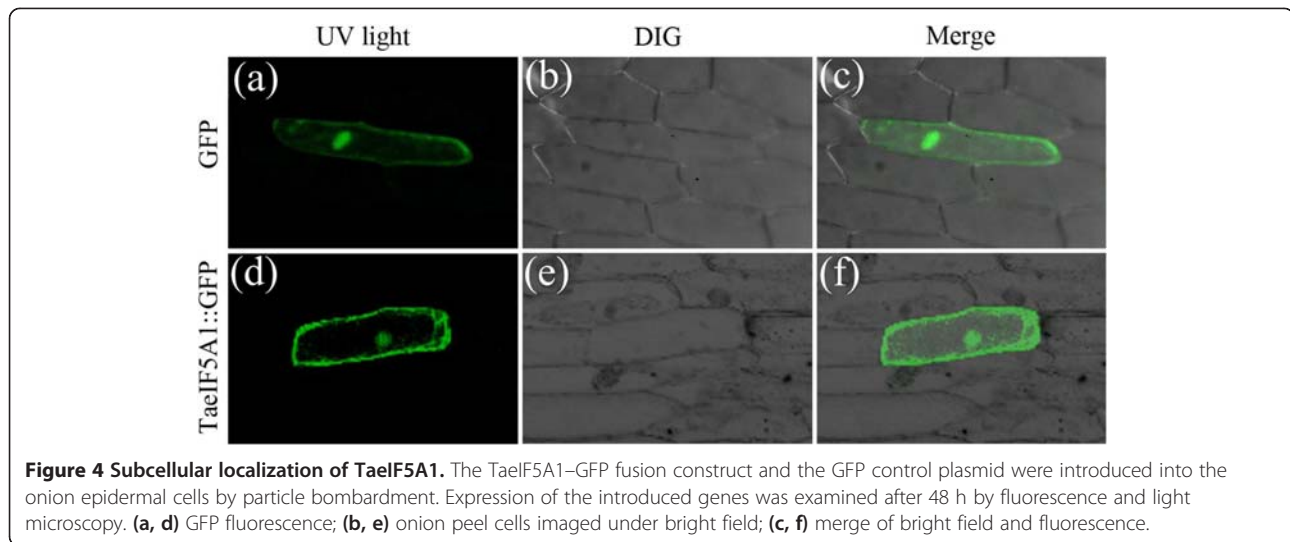 UV light DIG Merge
(a) (b) (c)
GFP
(d) (e) (f)
TaeIF5A1::GFP
Figure 4 Subcellular localization of TaeIF5A1. The TaeIF5A1–GFP fusion construct and the GFP control plasmid were introduced into the
onion epidermal cells by particle bombardment. Expression of the introduced genes was examined after 48 h by fluorescence and light
microscopy. (a, d) GFP fluorescence; (b, e) onion peel cells imaged under bright field; (c, f) merge of bright field and fluorescence.